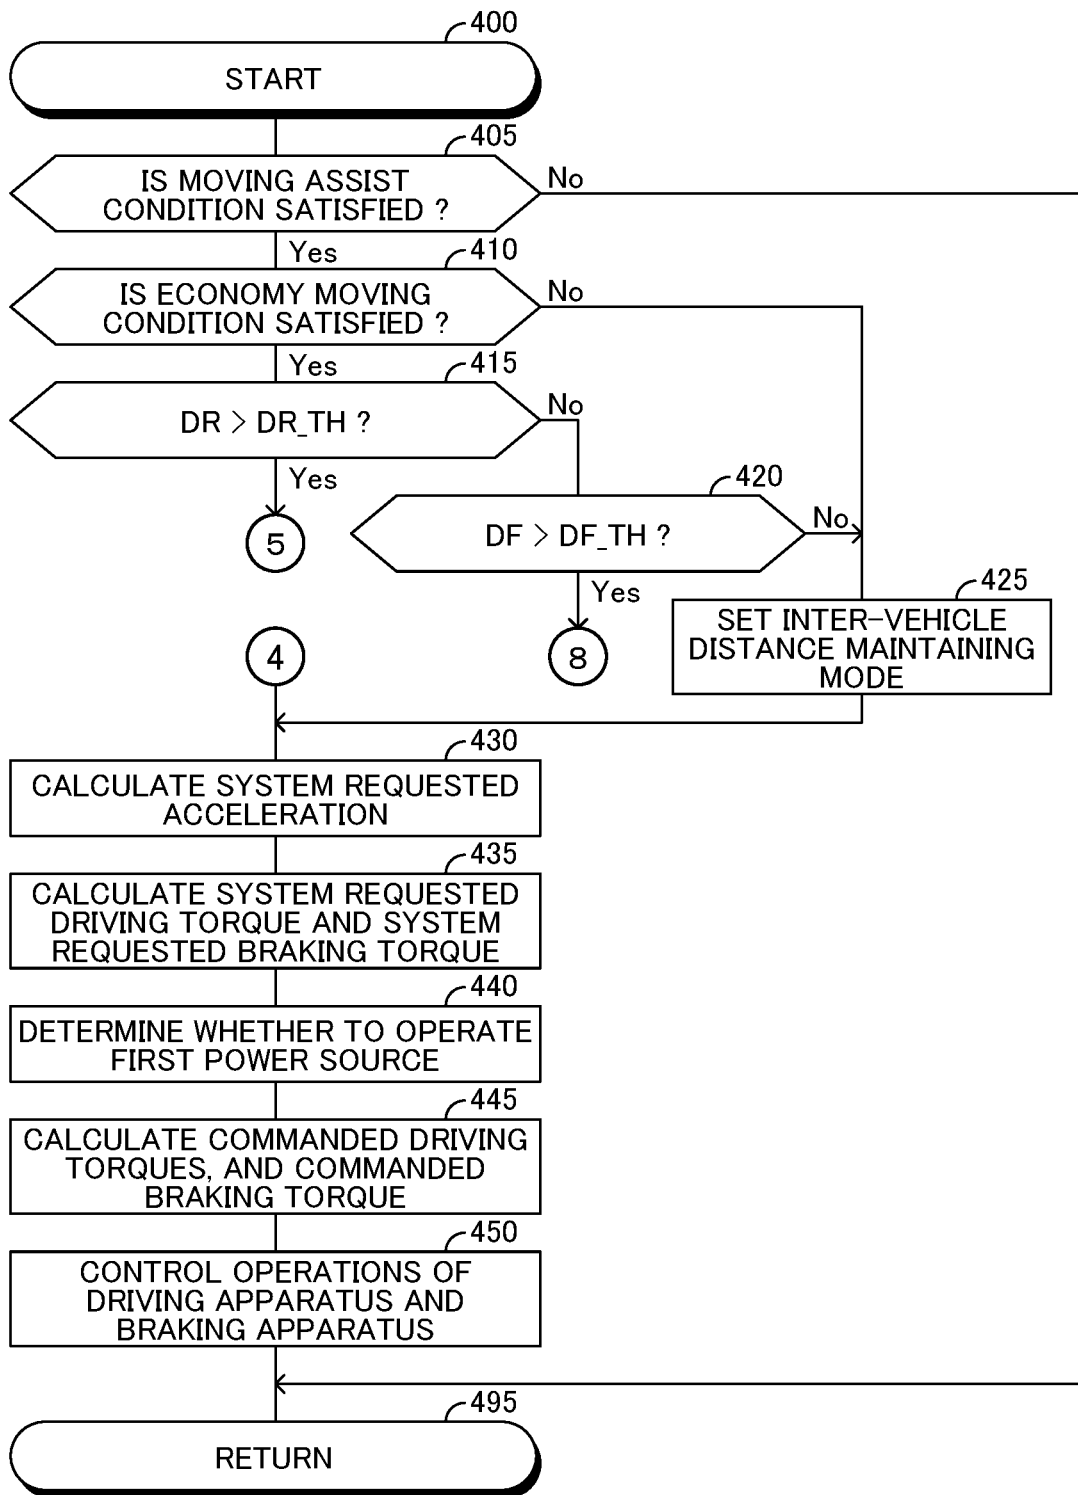 400
START
405
IS MOVING ASSIST
CONDITION SATISFIED ?
No
Yes
410
IS ECONOMY MOVING
CONDITION SATISFIED ?
No
Yes
415
DR > DR_TH ?
No
Yes
5
420
DF > DF_TH ?
No
Yes
8
425
SET INTER-VEHICLE
DISTANCE MAINTAINING
MODE
4
430
CALCULATE SYSTEM REQUESTED
ACCELERATION
435
CALCULATE SYSTEM REQUESTED
DRIVING TORQUE AND SYSTEM
REQUESTED BRAKING TORQUE
440
DETERMINE WHETHER TO OPERATE
FIRST POWER SOURCE
445
CALCULATE COMMANDED DRIVING
TORQUES, AND COMMANDED
BRAKING TORQUE
450
CONTROL OPERATIONS OF
DRIVING APPARATUS AND
BRAKING APPARATUS
495
RETURN